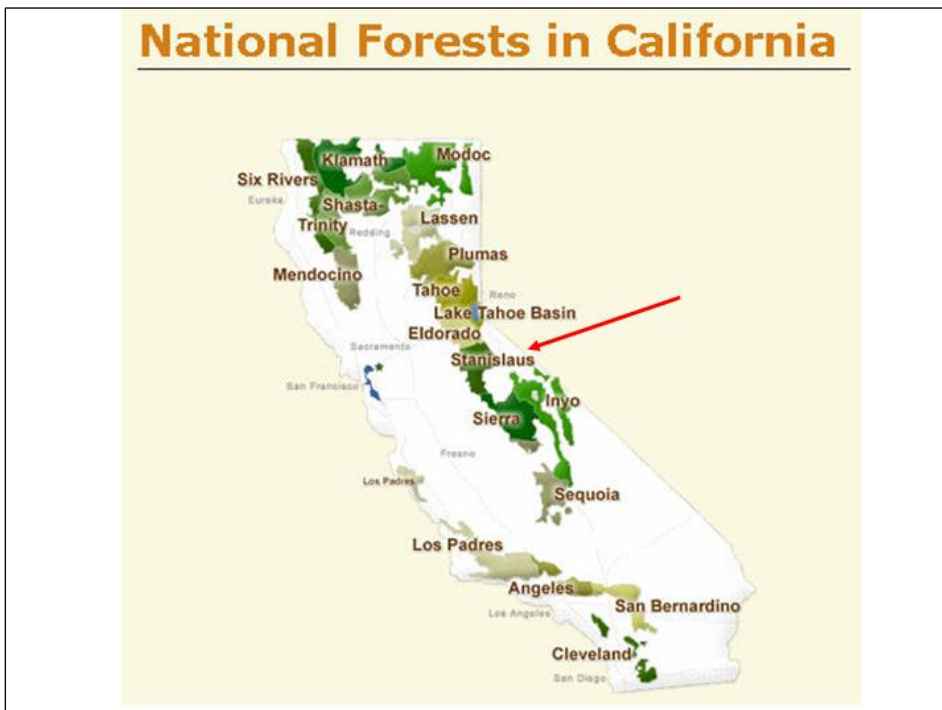 National Forests in California
Klamath
Modoc
Six Rivers
Eureka
Shasta-
Trinity
Redding
Lassen
Plumas
Mendocino
Tahoe
Reno
Lake Tahoe Basin
Eldorado
Sacramento
Stanislaus
San Francisco
Inyo
Sierra
Fresno
Los Padres
Sequoia
Los Padres
Angeles
San Bernardino
Los Angeles
Cleveland
San Diego